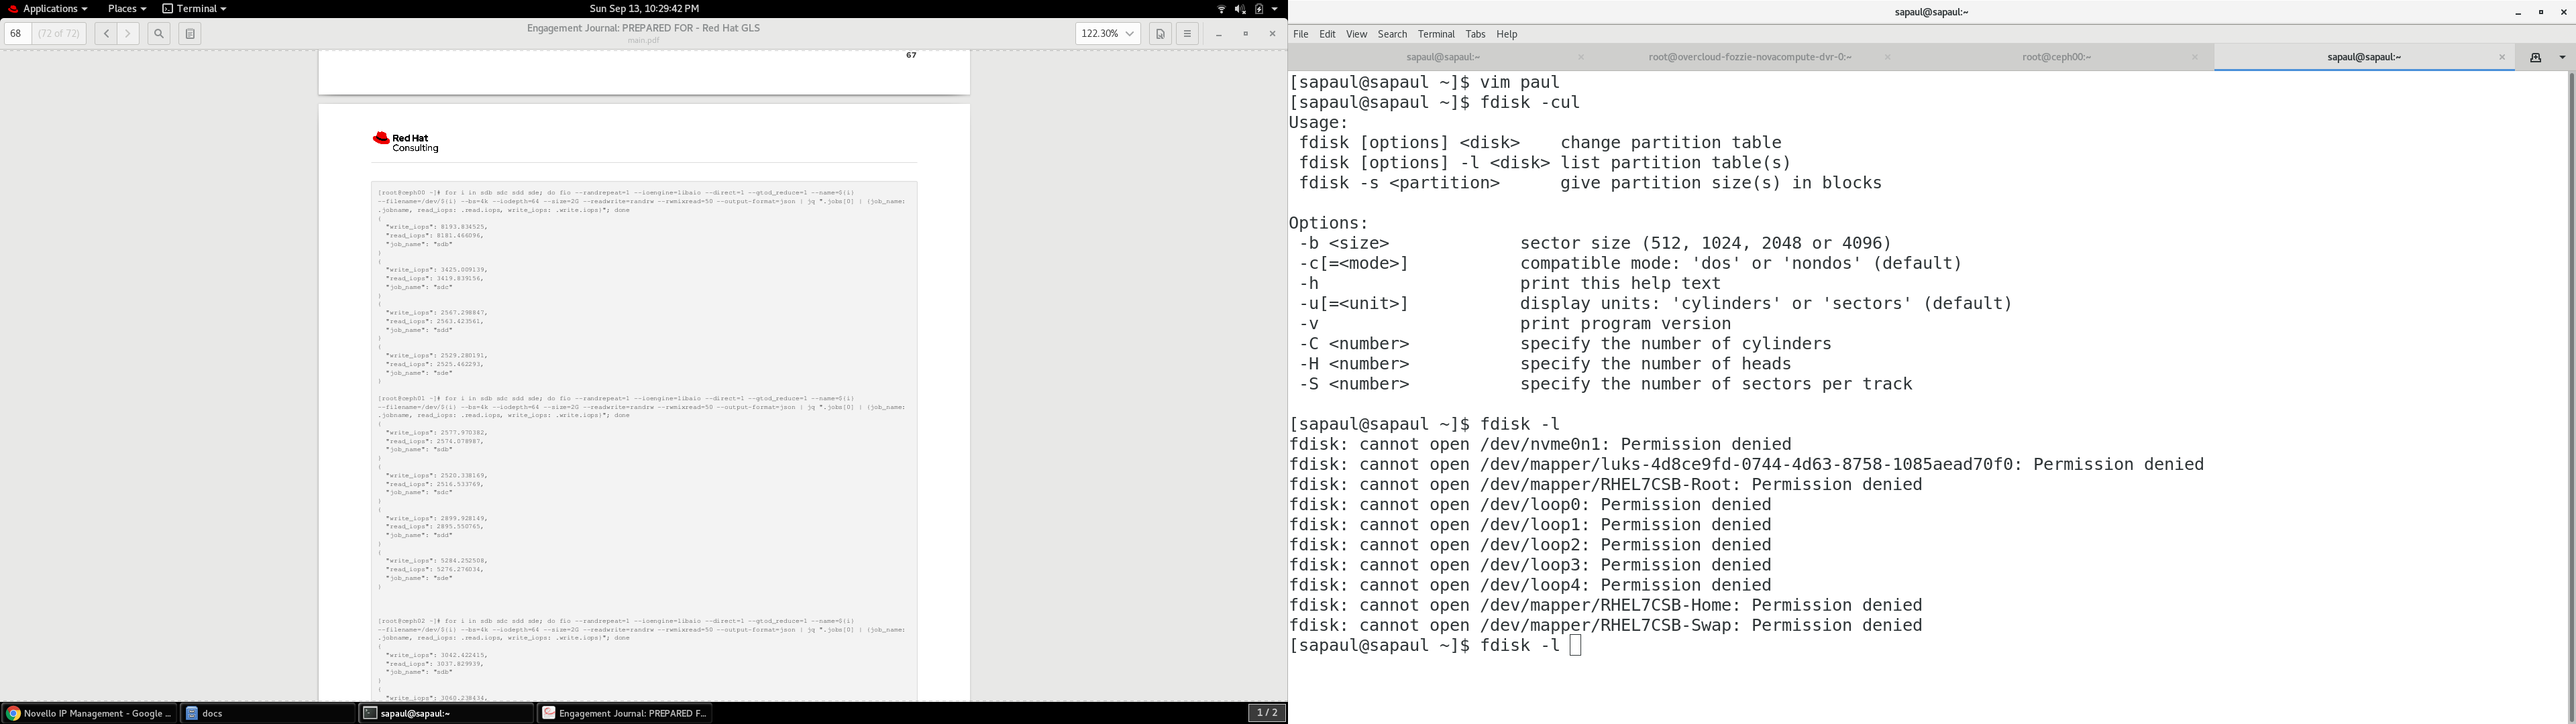 Applications
Places
Terminal
Sun Sep 13, 10:29:42 PM
68
(72 of 72)
Engagement Journal: PREPARED FOR - Red Hat GLS
main.pdf
122.30%
67
Red Hat
Consulting
[root@ceph00 ~]# for i in sdb sdc sdd sde; do fio --randrepeat=1 --ioengine=libaio --direct=1 --gtod_reduce=1 --name=${i}
--filename=/dev/${i} --bs=4k --iodepth=64 --size=2G --readwrite=randrw --rwmixread=50 --output-format=json | jq ".jobs[0] | {job_name:
.jobname, read_iops: .read.iops, write_iops: .write.iops}"; done
{
"write_iops": 8193.834525,
"read_iops": 8181.466096,
"job_name": "sdb"
}
{
"write_iops": 3425.009139,
"read_iops": 3419.839156,
"job_name": "sdc"
}
{
"write_iops": 2567.298847,
"read_iops": 2563.423561,
"job_name": "sdd"
}
{
"write_iops": 2529.280191,
"read_iops": 2525.462293,
"job_name": "sde"
}
[root@ceph01 ~]# for i in sdb sdc sdd sde; do fio --randrepeat=1 --ioengine=libaio --direct=1 --gtod_reduce=1 --name=${i}
--filename=/dev/${i} --bs=4k --iodepth=64 --size=2G --readwrite=randrw --rwmixread=50 --output-format=json | jq ".jobs[0] | {job_name:
.jobname, read_iops: .read.iops, write_iops: .write.iops}"; done
{
"write_iops": 2577.970382,
"read_iops": 2574.078987,
"job_name": "sdb"
}
{
"write_iops": 2520.338169,
"read_iops": 2516.533769,
"job_name": "sdc"
}
{
"write_iops": 2899.928149,
"read_iops": 2895.550765,
"job_name": "sdd"
}
{
"write_iops": 5284.252508,
"read_iops": 5276.276034,
"job_name": "sde"
}
[root@ceph02 ~]# for i in sdb sdc sdd sde; do fio --randrepeat=1 --ioengine=libaio --direct=1 --gtod_reduce=1 --name=${i}
--filename=/dev/${i} --bs=4k --iodepth=64 --size=2G --readwrite=randrw --rwmixread=50 --output-format=json | jq ".jobs[0] | {job_name:
.jobname, read_iops: .read.iops, write_iops: .write.iops}"; done
{
"write_iops": 3042.422415,
"read_iops": 3037.829939,
"job_name": "sdb"
}
{
"write_iops": 3060.238434,
Novello IP Management - Google ...
docs
sapaul@sapaul:~
Engagement Journal: PREPARED F...
1 / 2
sapaul@sapaul:~
File Edit View Search Terminal Tabs Help
sapaul@sapaul:~
root@overcloud-fozzie-novacompute-dvr-0:~
root@ceph00:~
sapaul@sapaul:~
[sapaul@sapaul ~]$ vim paul
[sapaul@sapaul ~]$ fdisk -cul
Usage:
fdisk [options] <disk> change partition table
fdisk [options] -l <disk> list partition table(s)
fdisk -s <partition> give partition size(s) in blocks
Options:
-b <size> sector size (512, 1024, 2048 or 4096)
-c[=<mode>] compatible mode: 'dos' or 'nondos' (default)
-h print this help text
-u[=<unit>] display units: 'cylinders' or 'sectors' (default)
-v print program version
-C <number> specify the number of cylinders
-H <number> specify the number of heads
-S <number> specify the number of sectors per track
[sapaul@sapaul ~]$ fdisk -l
fdisk: cannot open /dev/nvme0n1: Permission denied
fdisk: cannot open /dev/mapper/luks-4d8ce9fd-0744-4d63-8758-1085aead70f0: Permission denied
fdisk: cannot open /dev/mapper/RHEL7CSB-Root: Permission denied
fdisk: cannot open /dev/loop0: Permission denied
fdisk: cannot open /dev/loop1: Permission denied
fdisk: cannot open /dev/loop2: Permission denied
fdisk: cannot open /dev/loop3: Permission denied
fdisk: cannot open /dev/loop4: Permission denied
fdisk: cannot open /dev/mapper/RHEL7CSB-Home: Permission denied
fdisk: cannot open /dev/mapper/RHEL7CSB-Swap: Permission denied
[sapaul@sapaul ~]$ fdisk -l